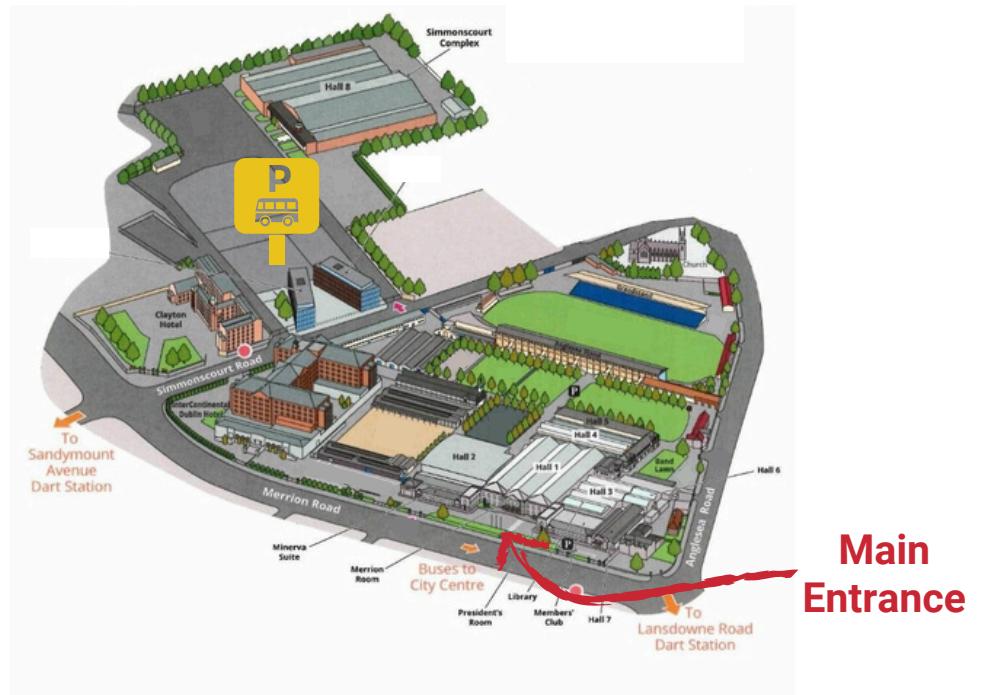 Simmonscourt
Complex
Hall 8
P
Church
Grandstand
Clayton
Hotel
Simmonscourt Road
InterContinental
Dublin Hotel
P
To
Sandymount
Avenue
Dart Station
Hall 5
Hall 4
Hall 2
Hall 1
Hall 3
Band
Lawn
Hall 6
Merrion Road
Anglesea Road
P
Minerva
Suite
Merrion
Room
Buses to
City Centre
President's
Room
Library
Members'
Club
Hall 7
To
Lansdowne Road
Dart Station
Main
Entrance